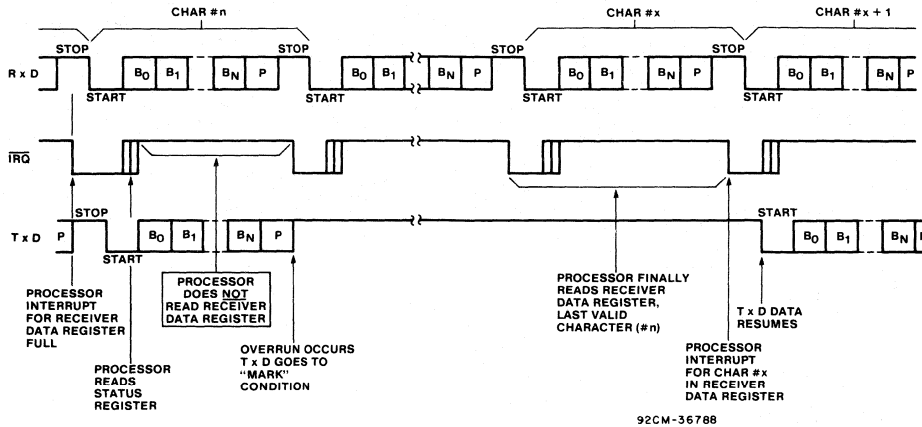 CHAR #n
CHAR #x
CHAR #x + 1
STOP
STOP
STOP
STOP
R x D
B0
B1
BN
P
B0
B1
BN
P
B0
B1
BN
P
B0
B1
BN
P
START
START
START
START
IRQ
STOP
START
T x D
P
B0
B1
BN
P
B0
B1
BN
START
PROCESSOR
INTERRUPT
FOR RECEIVER
DATA REGISTER
FULL
PROCESSOR
READS
STATUS
REGISTER
PROCESSOR
DOES NOT
READ RECEIVER
DATA REGISTER
OVERRUN OCCURS
T x D GOES TO
"MARK"
CONDITION
PROCESSOR FINALLY
READS RECEIVER
DATA REGISTER,
LAST VALID
CHARACTER (#n)
PROCESSOR
INTERRUPT
FOR CHAR #x
IN RECEIVER
DATA REGISTER
T x D DATA
RESUMES
92CM-36788